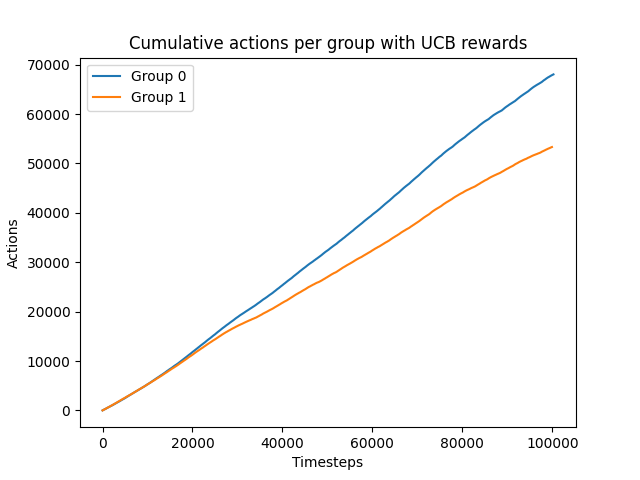 Cumulative actions per group with UCB rewards
Group 0
Group 1
70000
60000
50000
40000
30000
20000
10000
0
Actions
0 20000 40000 60000 80000 100000
Timesteps